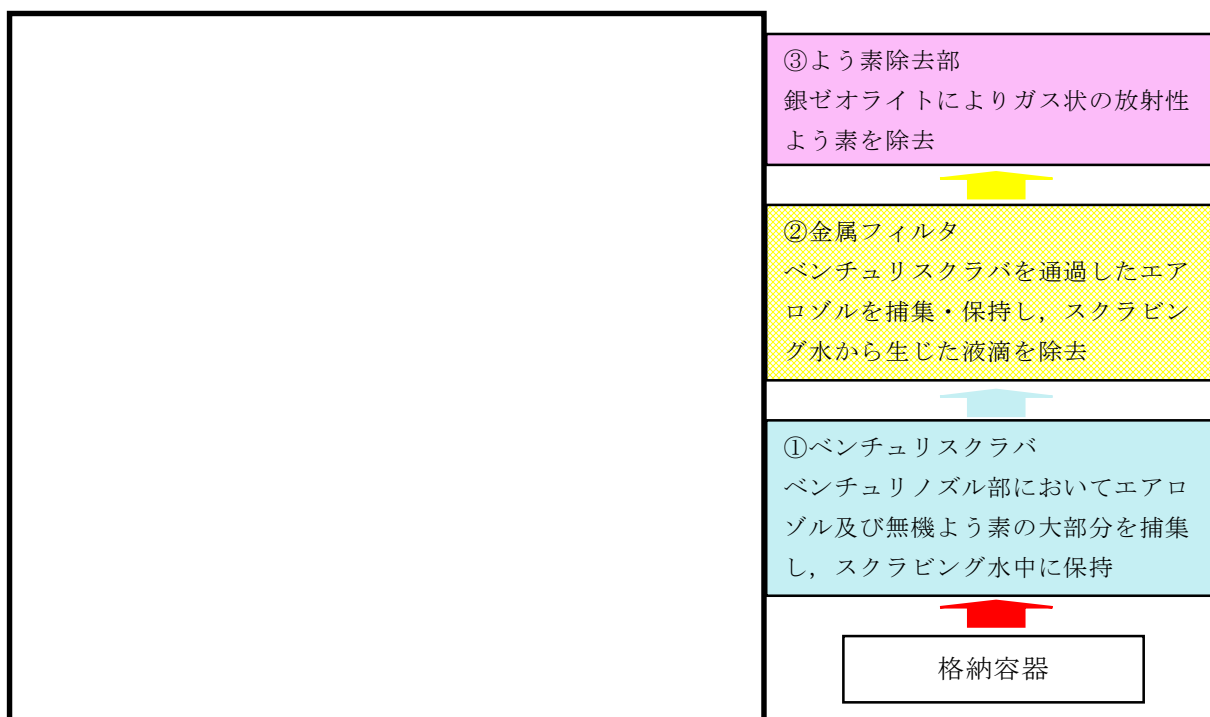 ③よう素除去部
銀ゼオライトによりガス状の放射性
よう素を除去
②金属フィルタ
ベンチュリスクラバを通過したエア
ロゾルを捕集・保持し，スクラビン
グ水から生じた液滴を除去
①ベンチュリスクラバ
ベンチュリノズル部においてエアロ
ゾル及び無機よう素の大部分を捕集
し，スクラビング水中に保持
格納容器